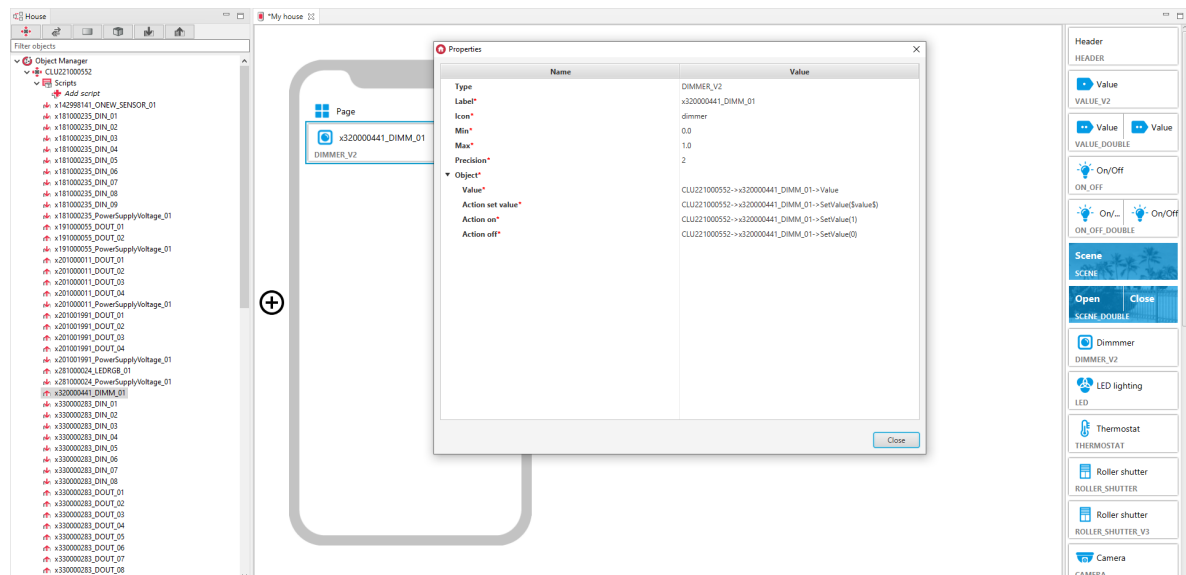 House
Filter objects
Object Manager
CLU221000552
Scripts
Add script
x142998141_ONEW_SENSOR_01
x181000235_DIN_01
x181000235_DIN_02
x181000235_DIN_03
x181000235_DIN_04
x181000235_DIN_05
x181000235_DIN_06
x181000235_DIN_07
x181000235_DIN_08
x181000235_DIN_09
x181000235_PowerSupplyVoltage_01
x191000055_DOUT_01
x191000055_DOUT_02
x191000055_PowerSupplyVoltage_01
x201000011_DOUT_01
x201000011_DOUT_02
x201000011_DOUT_03
x201000011_DOUT_04
x201000011_PowerSupplyVoltage_01
x201001991_DOUT_01
x201001991_DOUT_02
x201001991_DOUT_03
x201001991_DOUT_04
x201001991_PowerSupplyVoltage_01
x281000024_LEDRGB_01
x281000024_PowerSupplyVoltage_01
x320000441_DIMM_01
x330000283_DIN_01
x330000283_DIN_02
x330000283_DIN_03
x330000283_DIN_04
x330000283_DIN_05
x330000283_DIN_06
x330000283_DIN_07
x330000283_DIN_08
x330000283_DOUT_01
x330000283_DOUT_02
x330000283_DOUT_03
x330000283_DOUT_04
x330000283_DOUT_05
x330000283_DOUT_06
x330000283_DOUT_07
x330000283_DOUT_08
*My house
Page
x320000441_DIMM_01
DIMMER_V2
Properties
Name Value
Type DIMMER_V2
Label* x320000441_DIMM_01
Icon* dimmer
Min* 0.0
Max* 1.0
Precision* 2
Object*
Value* CLU221000552->x320000441_DIMM_01->Value
Action set value* CLU221000552->x320000441_DIMM_01->SetValue($value$)
Action on* CLU221000552->x320000441_DIMM_01->SetValue(1)
Action off* CLU221000552->x320000441_DIMM_01->SetValue(0)
Close
Header
HEADER
Value
VALUE_V2
Value Value
VALUE_DOUBLE
On/Off
ON_OFF
On/... On/Off
ON_OFF_DOUBLE
Scene
SCENE
Open Close
SCENE_DOUBLE
Dimmmer
DIMMER_V2
LED lighting
LED
Thermostat
THERMOSTAT
Roller shutter
ROLLER_SHUTTER
Roller shutter
ROLLER_SHUTTER_V3
Camera
CAMERA